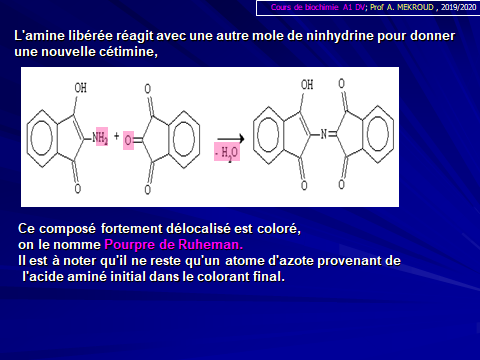 Cours de biochimie A1 DV; Prof A. MEKROUD , 2019/2020
L'amine libérée réagit avec une autre mole de ninhydrine pour donner
une nouvelle cétimine,
OH
O
O
OH
O
NH2 + O
N
- H2O
O
O
O
O
Ce composé fortement délocalisé est coloré,
on le nomme Pourpre de Ruheman.
Il est à noter qu'il ne reste qu'un atome d'azote provenant de
l'acide aminé initial dans le colorant final.